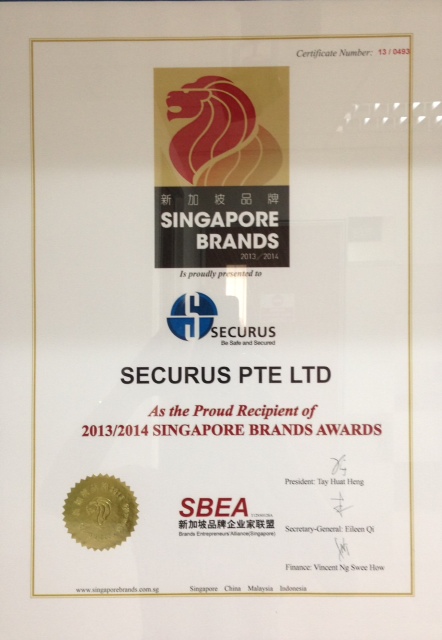 Certificate Number: 13 / 0493
新加坡品牌
SINGAPORE
BRANDS
2013/2014
Is proudly presented to
SECURUS
Be Safe and Secured
SECURUS PTE LTD
As the Proud Recipient of
2013/2014 SINGAPORE BRANDS AWARDS
President: Tay Huat Heng
SBEA
新加坡品牌企业家联盟
Brands Entrepreneurs' Alliance(Singapore)
Secretary-General: Eileen Qi
Finance: Vincent Ng Swee How
www.singaporebrands.com.sg
Singapore China Malaysia Indonesia